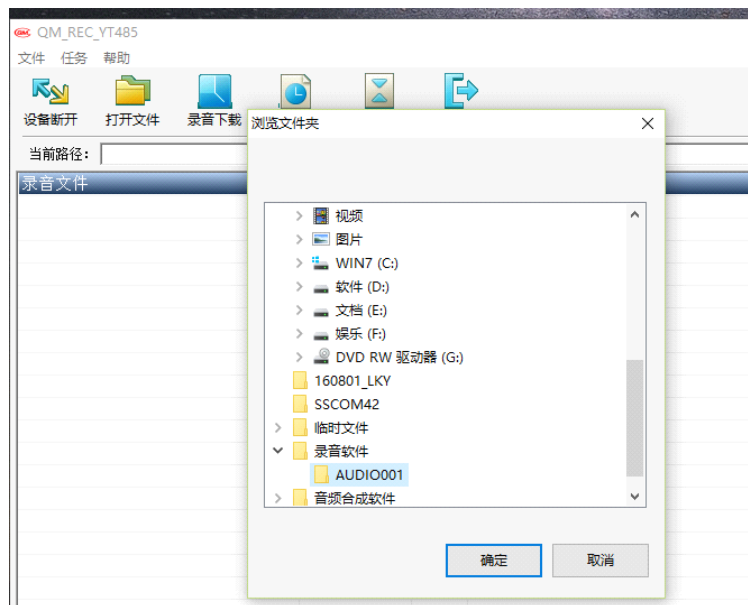 QM QM_REC_YT485
文件 任务 帮助
设备断开 打开文件 录音下载
浏览文件夹
当前路径:
录音文件
视频
图片
WIN7 (C:)
软件 (D:)
文档 (E:)
娱乐 (F:)
DVD RW 驱动器 (G:)
160801_LKY
SSCOM42
临时文件
录音软件
AUDIO001
音频合成软件
确定 取消